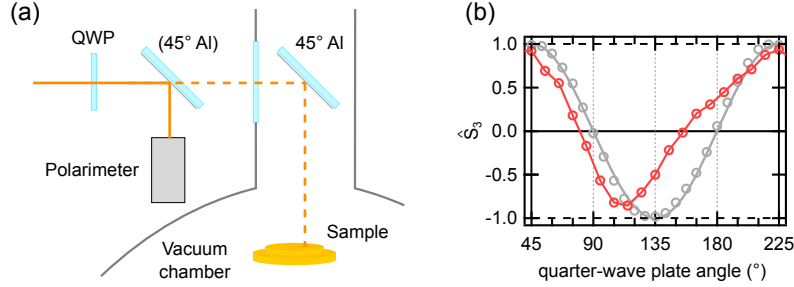 (a)
QWP
(45° Al)
45° Al
Polarimeter
Vacuum
chamber
Sample
(b)
1.0
0.5
0.0
-0.5
-1.0
Ŝ₃
45
90
135
180
225
quarter-wave plate angle (°)